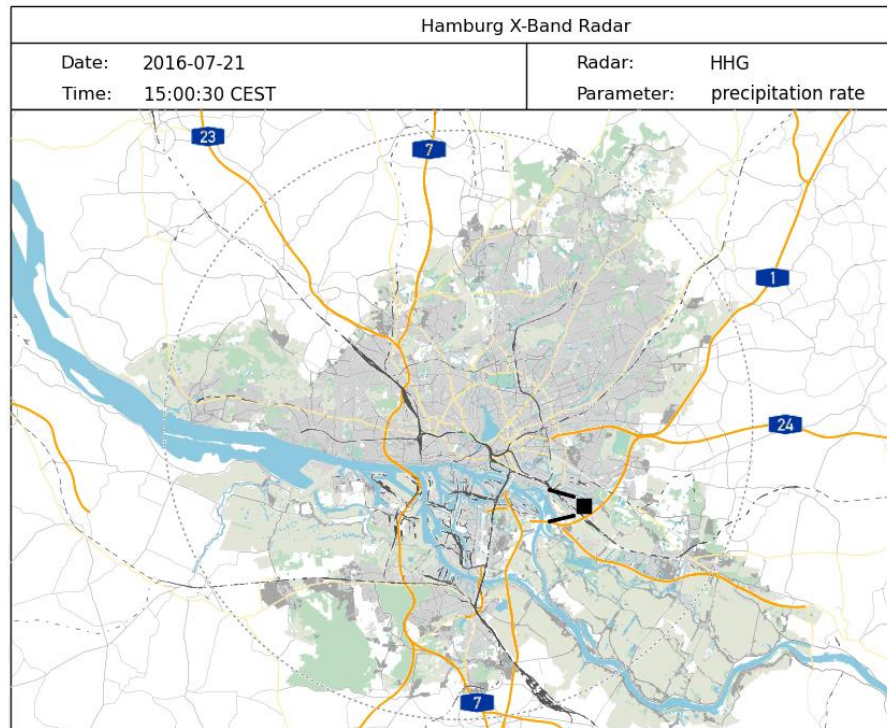 Hamburg X-Band Radar
Date: 2016-07-21
Radar: HHG
Time: 15:00:30 CEST
Parameter: precipitation rate
23
7
1
24
7